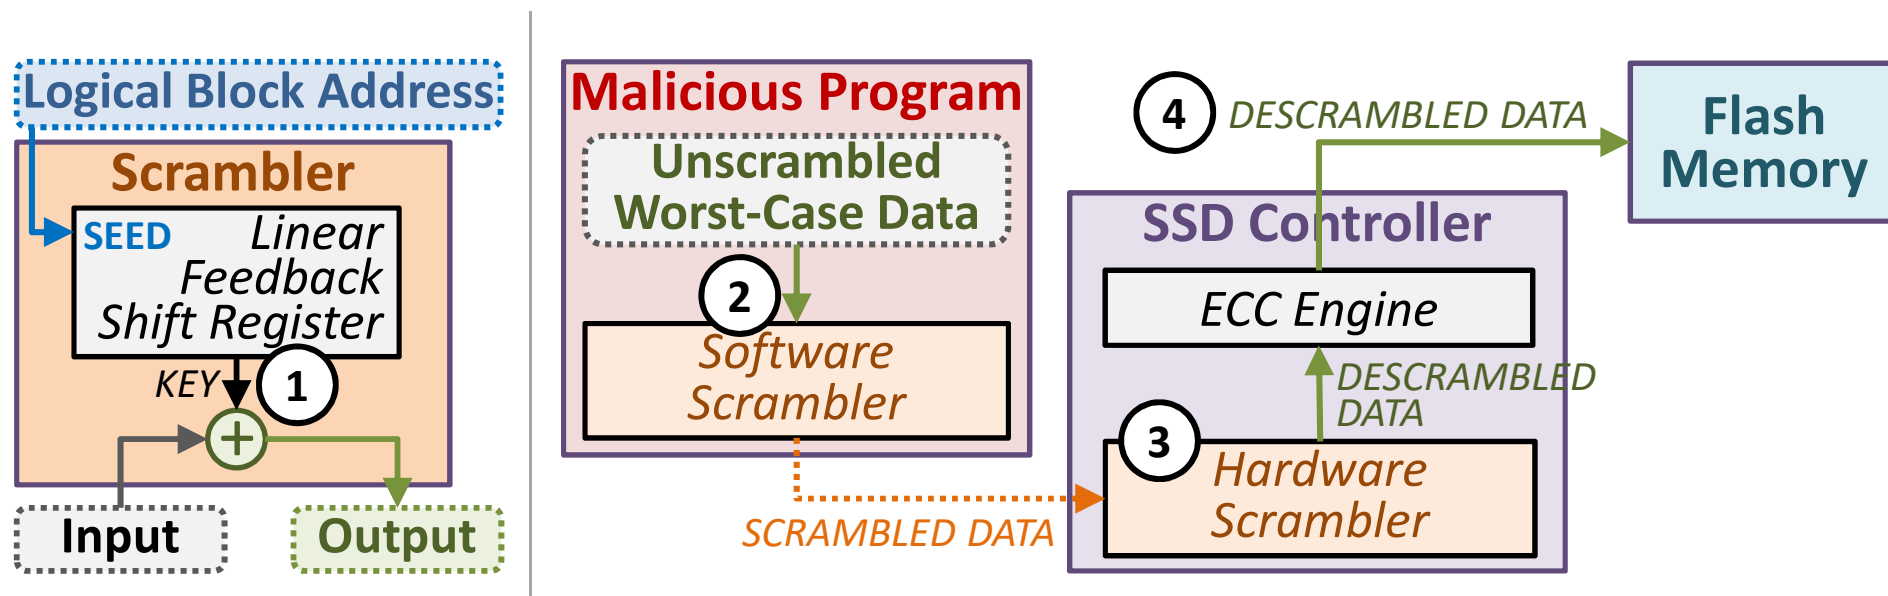 Logical Block Address
Scrambler
SEED
Linear
Feedback
Shift Register
KEY
1
+
Input
Output
Malicious Program
Unscrambled
Worst-Case Data
2
Software
Scrambler
SCRAMBLED DATA
4
DESCRAMBLED DATA
Flash
Memory
SSD Controller
ECC Engine
DESCRAMBLED
DATA
3
Hardware
Scrambler